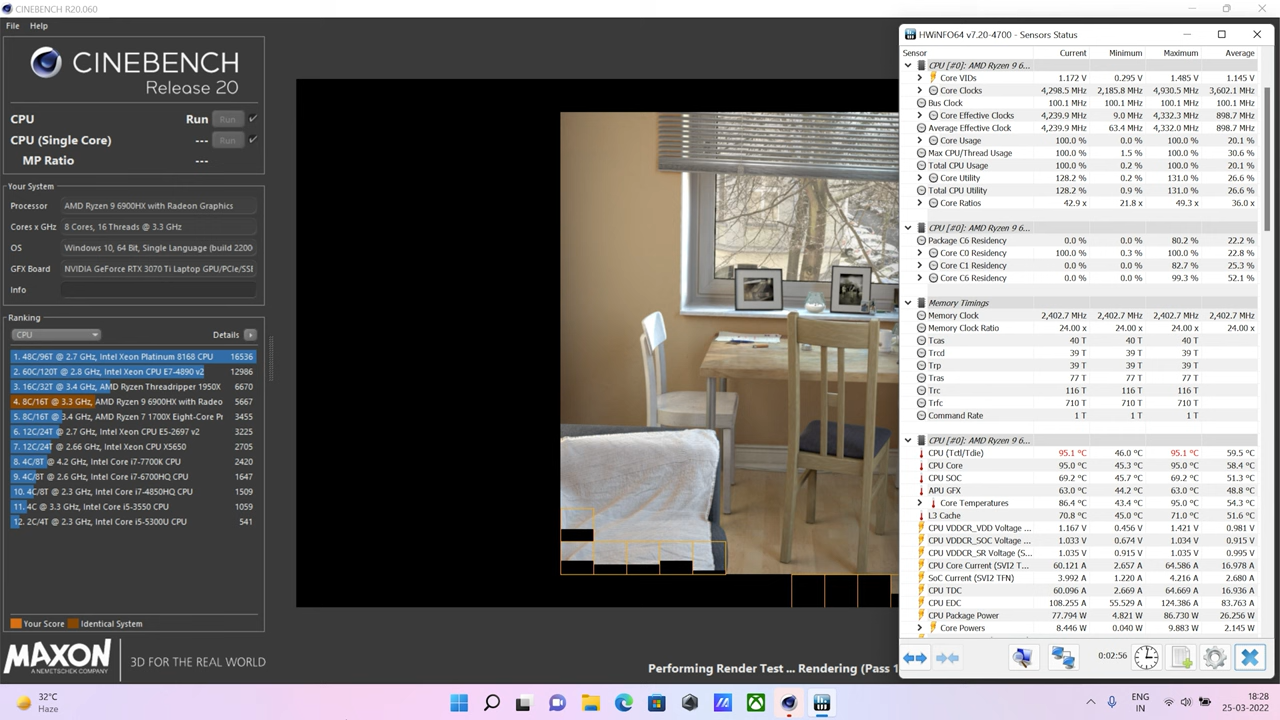 CINEBENCH R20.060
File Help
CINEBENCH
Release 20
CPU Run Run
CPU (Single Core) --- Run
MP Ratio ---
Your System
Processor AMD Ryzen 9 6900HX with Radeon Graphics
Cores x GHz 8 Cores, 16 Threads @ 3.3 GHz
OS Windows 10, 64 Bit, Single Language (build 2200
GFX Board NVIDIA GeForce RTX 3070 Ti Laptop GPU/PCIe/SSI
Info
Ranking
CPU Details
1. 48C/96T @ 2.7 GHz, Intel Xeon Platinum 8168 CPU 16536
2. 60C/120T @ 2.8 GHz, Intel Xeon CPU E7-4890 v2 12986
3. 16C/32T @ 3.4 GHz, AMD Ryzen Threadripper 1950X 6670
4. 8C/16T @ 3.3 GHz, AMD Ryzen 9 6900HX with Radeo 5667
5. 8C/16T @ 3.4 GHz, AMD Ryzen 7 1700X Eight-Core Pr 3455
6. 12C/24T @ 2.7 GHz, Intel Xeon CPU E5-2697 v2 3225
7. 12C/24T @ 2.66 GHz, Intel Xeon CPU X5650 2705
8. 4C/8T @ 4.2 GHz, Intel Core i7-7700K CPU 2420
9. 4C/8T @ 2.6 GHz, Intel Core i7-6700HQ CPU 1647
10. 4C/8T @ 2.3 GHz, Intel Core i7-4850HQ CPU 1509
11. 4C @ 3.3 GHz, Intel Core i5-3550 CPU 1059
12. 2C/4T @ 2.3 GHz, Intel Core i5-5300U CPU 541
Your Score Identical System
MAXON 3D FOR THE REAL WORLD
A NEMETSCHEK COMPANY
Performing Render Test ... Rendering (Pass 1
HWiNFO64 v7.20-4700 - Sensors Status
Sensor Current Minimum Maximum Average
CPU [#0]: AMD Ryzen 9 6...
Core VIDs 1.172 V 0.295 V 1.485 V 1.145 V
Core Clocks 4,298.5 MHz 2,185.8 MHz 4,930.5 MHz 3,602.1 MHz
Bus Clock 100.1 MHz 100.1 MHz 100.1 MHz 100.1 MHz
Core Effective Clocks 4,239.9 MHz 9.0 MHz 4,332.3 MHz 898.7 MHz
Average Effective Clock 4,239.9 MHz 63.4 MHz 4,332.0 MHz 898.7 MHz
Core Usage 100.0 % 0.0 % 100.0 % 20.1 %
Max CPU/Thread Usage 100.0 % 1.5 % 100.0 % 30.6 %
Total CPU Usage 100.0 % 0.2 % 100.0 % 20.1 %
Core Utility 128.2 % 0.2 % 131.0 % 26.6 %
Total CPU Utility 128.2 % 0.9 % 131.0 % 26.6 %
Core Ratios 42.9 x 21.8 x 49.3 x 36.0 x
CPU [#0]: AMD Ryzen 9 6...
Package C6 Residency 0.0 % 0.0 % 80.2 % 22.2 %
Core C0 Residency 100.0 % 0.3 % 100.0 % 22.8 %
Core C1 Residency 0.0 % 0.0 % 82.7 % 25.3 %
Core C6 Residency 0.0 % 0.0 % 99.3 % 52.1 %
Memory Timings
Memory Clock 2,402.7 MHz 2,402.7 MHz 2,402.7 MHz 2,402.7 MHz
Memory Clock Ratio 24.00 x 24.00 x 24.00 x 24.00 x
Tcas 40 T 40 T 40 T
Trcd 39 T 39 T 39 T
Trp 39 T 39 T 39 T
Tras 77 T 77 T 77 T
Trc 116 T 116 T 116 T
Trfc 710 T 710 T 710 T
Command Rate 1 T 1 T 1 T
CPU [#0]: AMD Ryzen 9 6...
CPU (Tctl/Tdie) 95.1 °C 46.0 °C 95.1 °C 59.5 °C
CPU Core 95.0 °C 45.3 °C 95.0 °C 58.4 °C
CPU SOC 69.2 °C 45.7 °C 69.2 °C 51.3 °C
APU GFX 63.0 °C 44.2 °C 63.0 °C 48.8 °C
Core Temperatures 86.4 °C 43.4 °C 95.0 °C 54.3 °C
L3 Cache 70.8 °C 45.0 °C 71.0 °C 51.6 °C
CPU VDDCR_VDD Voltage ... 1.167 V 0.456 V 1.421 V 0.981 V
CPU VDDCR_SOC Voltage ... 1.033 V 0.674 V 1.034 V 0.915 V
CPU VDDCR_SR Voltage (S... 1.035 V 0.915 V 1.035 V 0.995 V
CPU Core Current (SVI2 T... 60.121 A 2.657 A 64.586 A 16.978 A
SoC Current (SVI2 TFN) 3.992 A 1.220 A 4.216 A 2.680 A
CPU TDC 60.096 A 2.669 A 64.669 A 16.936 A
CPU EDC 108.255 A 55.529 A 124.386 A 83.763 A
CPU Package Power 77.794 W 4.821 W 86.730 W 26.256 W
Core Powers 8.446 W 0.040 W 9.883 W 2.145 W
0:02:56
32°C
Haze
ENG
IN
18:28
25-03-2022